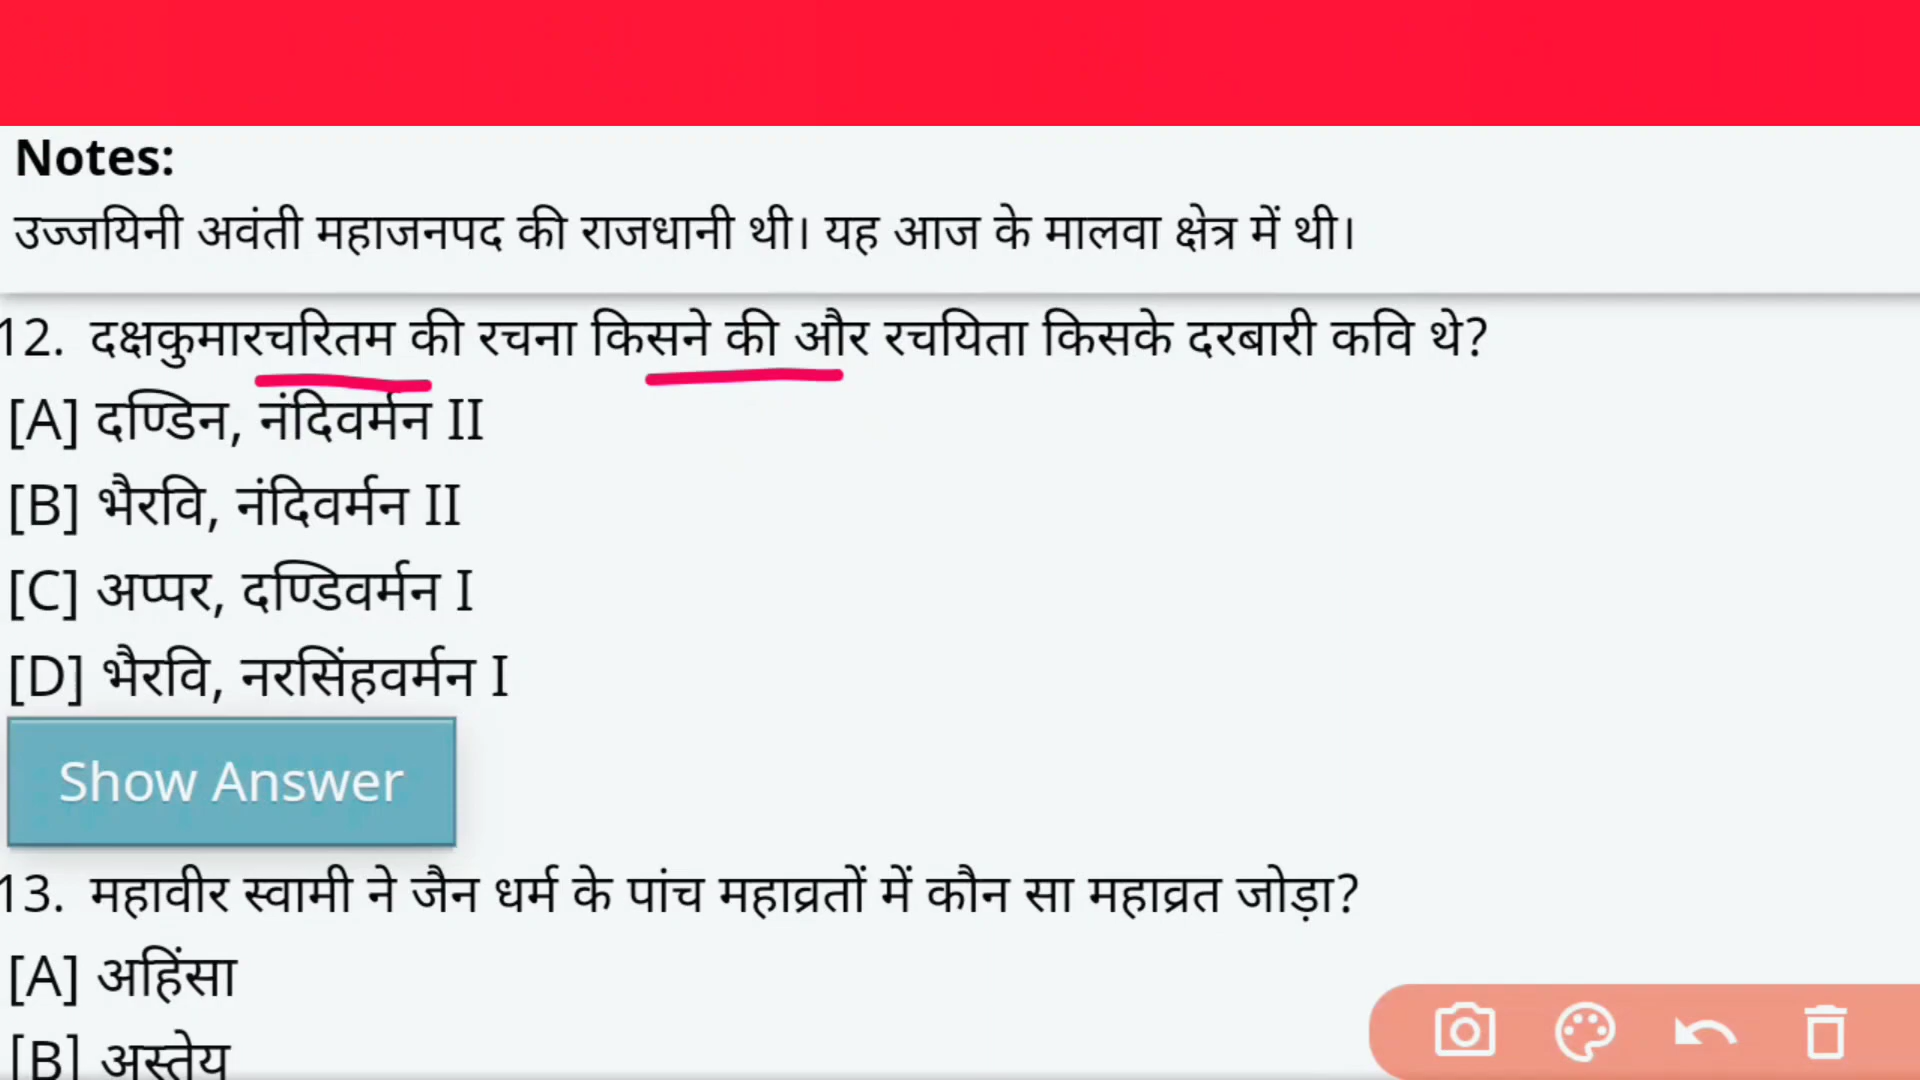 Notes:
उज्जयिनी अवंती महाजनपद की राजधानी थी। यह आज के मालवा क्षेत्र में थी।
12. दक्षकुमारचरितम की रचना किसने की और रचयिता किसके दरबारी कवि थे?
[A] दण्डिन, नंदिवर्मन II
[B] भैरवि, नंदिवर्मन II
[C] अप्पर, दण्डिवर्मन I
[D] भैरवि, नरसिंहवर्मन I
Show Answer
13. महावीर स्वामी ने जैन धर्म के पांच महाव्रतों में कौन सा महाव्रत जोड़ा?
[A] अहिंसा
[B] अस्तेय